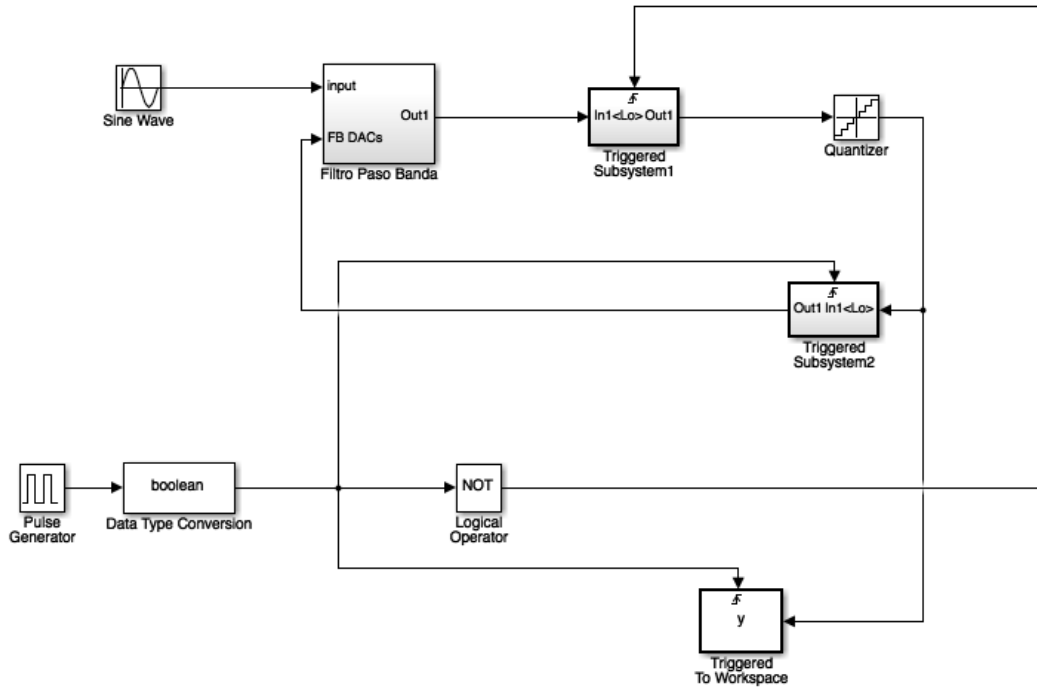 input
Out1
FB DACs
Sine Wave
Filtro Paso Banda
In1<Lo> Out1
Triggered
Subsystem1
Quantizer
Out1 In1<Lo>
Triggered
Subsystem2
Pulse
Generator
boolean
Data Type Conversion
NOT
Logical
Operator
y
Triggered
To Workspace